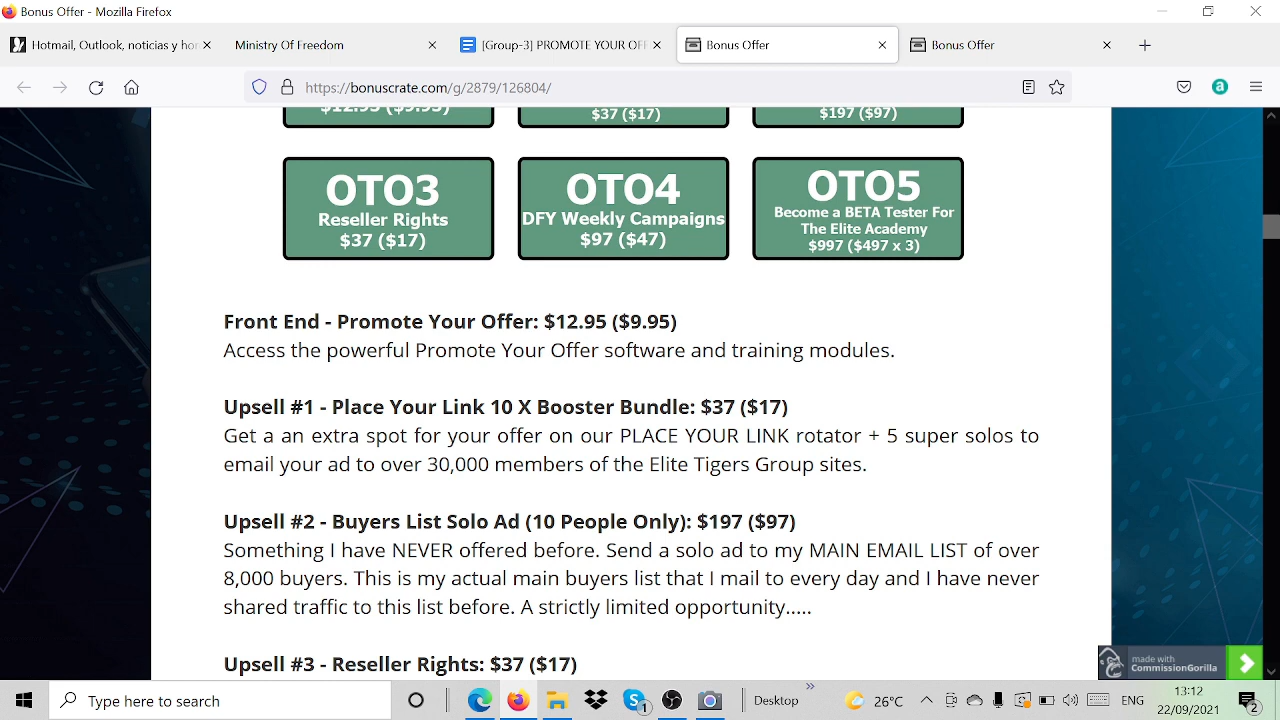 Bonus Offer - Mozilla Firefox
Hotmail, Outlook, noticias y ho
Ministry Of Freedom
[Group-3] PROMOTE YOUR OFF
Bonus Offer
Bonus Offer
https://bonuscrate.com/g/2879/126804/
$12.95 ($9.95)
$37 ($17)
$197 ($97)
OTO3
Reseller Rights
$37 ($17)
OTO4
DFY Weekly Campaigns
$97 ($47)
OTO5
Become a BETA Tester For
The Elite Academy
$997 ($497 x 3)
Front End - Promote Your Offer: $12.95 ($9.95)
Access the powerful Promote Your Offer software and training modules.
Upsell #1 - Place Your Link 10 X Booster Bundle: $37 ($17)
Get a an extra spot for your offer on our PLACE YOUR LINK rotator + 5 super solos to
email your ad to over 30,000 members of the Elite Tigers Group sites.
Upsell #2 - Buyers List Solo Ad (10 People Only): $197 ($97)
Something I have NEVER offered before. Send a solo ad to my MAIN EMAIL LIST of over
8,000 buyers. This is my actual main buyers list that I mail to every day and I have never
shared traffic to this list before. A strictly limited opportunity.....
Upsell #3 - Reseller Rights: $37 ($17)
made with
CommissionGorilla
Type here to search
1
Desktop
26°C
ENG
13:12
22/09/2021
2